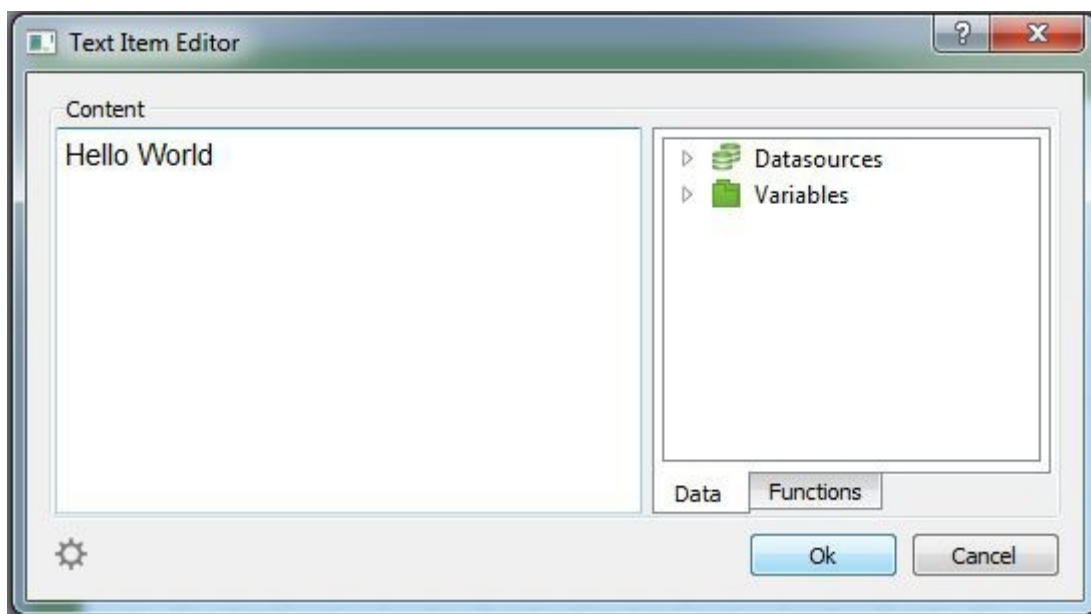 Text Item Editor
Content
Hello World
Datasources
Variables
Data
Functions
Ok
Cancel